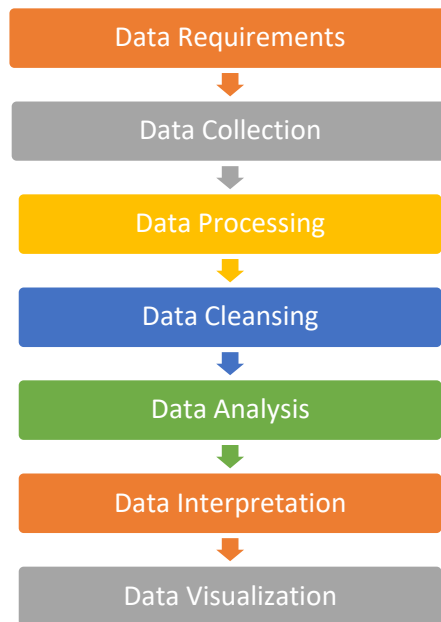 Data Requirements
Data Collection
Data Processing
Data Cleansing
Data Analysis
Data Interpretation
Data Visualization